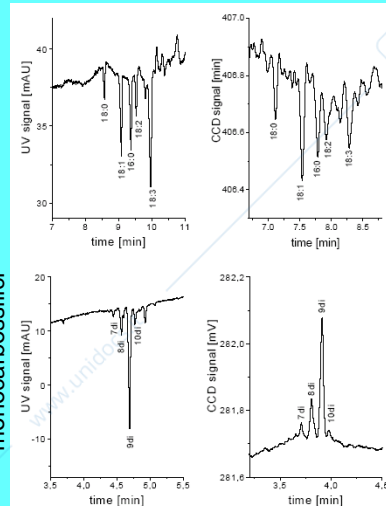 UV signal [mAU]
40
35
30
18:0
18:1
16:0
18:2
18:3
7 8 9 10 11
time [min]
CCD signal [min]
407.0
406.8
406.6
406.4
18:0
18:1
16:0
18:2
18:3
7.0 7.5 8.0 8.5
time [min]
UV signal [mAU]
20
10
0
-10
7di
8di
9di
10di
3,5 4,0 4,5 5,0 5,5
time [min]
CCD signal [mV]
282,2
282,0
281,8
281,6
7di
8di
9di
10di
3,5 4,0 4,5
time [min]